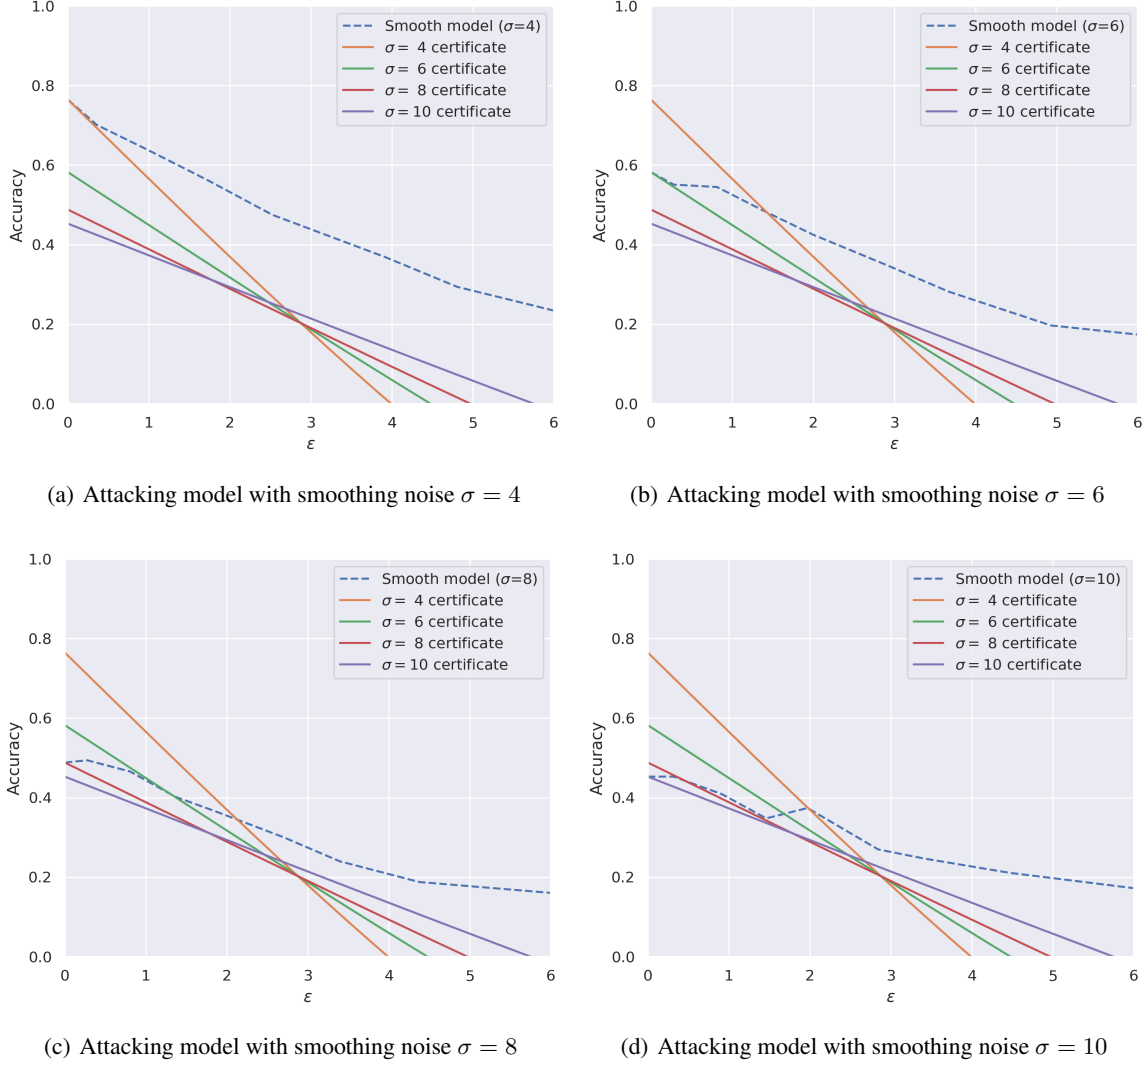 1.0
0.8
0.6
0.4
0.2
0.0
Accuracy
0 1 2 3 4 5 6
ε
Smooth model (σ=4)
σ = 4 certificate
σ = 6 certificate
σ = 8 certificate
σ = 10 certificate
(a) Attacking model with smoothing noise σ = 4
1.0
0.8
0.6
0.4
0.2
0.0
Accuracy
0 1 2 3 4 5 6
ε
Smooth model (σ=6)
σ = 4 certificate
σ = 6 certificate
σ = 8 certificate
σ = 10 certificate
(b) Attacking model with smoothing noise σ = 6
1.0
0.8
0.6
0.4
0.2
0.0
Accuracy
0 1 2 3 4 5 6
ε
Smooth model (σ=8)
σ = 4 certificate
σ = 6 certificate
σ = 8 certificate
σ = 10 certificate
(c) Attacking model with smoothing noise σ = 8
1.0
0.8
0.6
0.4
0.2
0.0
Accuracy
0 1 2 3 4 5 6
ε
Smooth model (σ=10)
σ = 4 certificate
σ = 6 certificate
σ = 8 certificate
σ = 10 certificate
(d) Attacking model with smoothing noise σ = 10